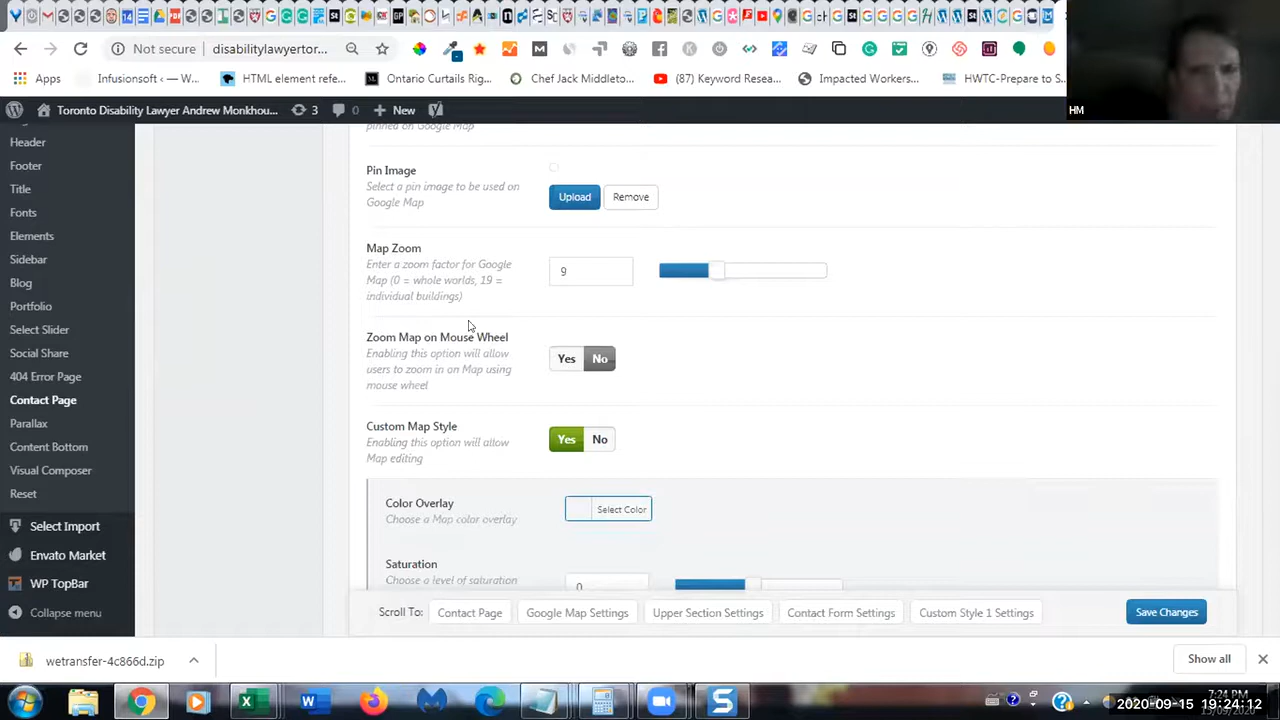 Not secure
disabilitylawyertor...
Apps
Infusionsoft < — W...
HTML element refe...
Ontario Curtails Rig...
Chef Jack Middleto...
(87) Keyword Resea...
Impacted Workers...
HWTC-Prepare to S...
HM
Toronto Disability Lawyer Andrew Monkhou...
3
0
+ New
pinned on Google Map
Header
Footer
Title
Fonts
Elements
Sidebar
Blog
Portfolio
Select Slider
Social Share
404 Error Page
Contact Page
Parallax
Content Bottom
Visual Composer
Reset
Select Import
Envato Market
WP TopBar
Collapse menu
Pin Image
Select a pin image to be used on
Google Map
Upload
Remove
Map Zoom
Enter a zoom factor for Google
Map (0 = whole worlds, 19 =
individual buildings)
9
Zoom Map on Mouse Wheel
Enabling this option will allow
users to zoom in on Map using
mouse wheel
Yes
No
Custom Map Style
Enabling this option will allow
Map editing
Yes
No
Color Overlay
Choose a Map color overlay
Select Color
Saturation
Choose a level of saturation
0
Scroll To:
Contact Page
Google Map Settings
Upper Section Settings
Contact Form Settings
Custom Style 1 Settings
Save Changes
wetransfer-4c866d.zip
Show all
7:24 PM
2020-09-15 19:24:12